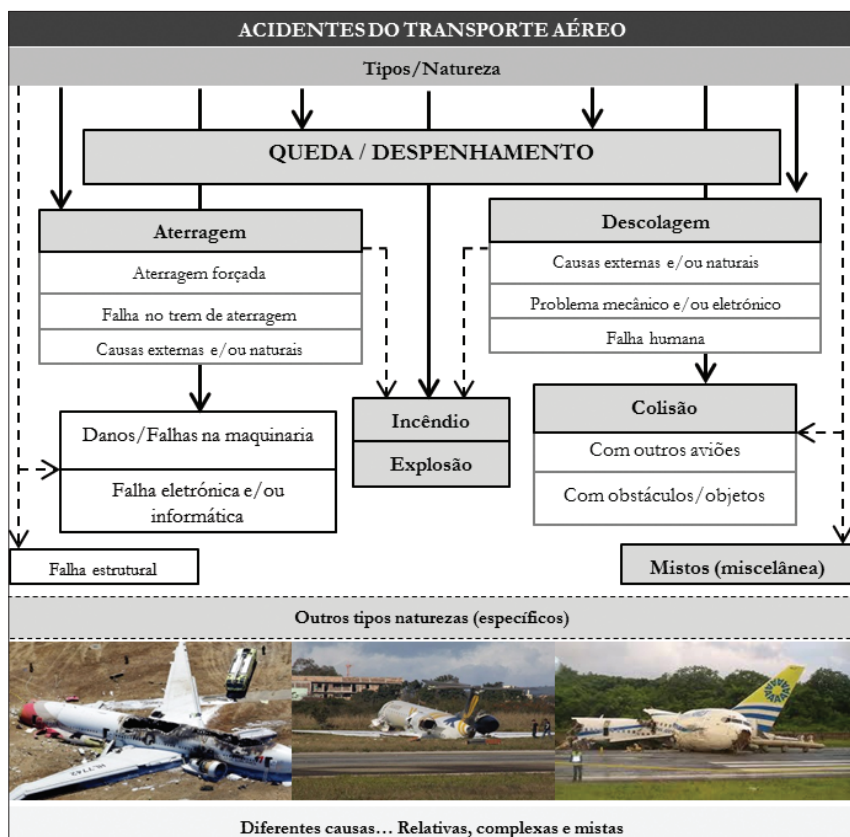 ACIDENTES DO TRANSPORTE AÉREO
Tipos/Natureza
QUEDA / DESPENHAMENTO
Aterragem
Aterragem forçada
Falha no trem de aterragem
Causas externas e/ou naturais
Descolagem
Causas externas e/ou naturais
Problema mecânico e/ou eletrónico
Falha humana
Danos/Falhas na maquinaria
Falha eletrónica e/ou
informática
Incêndio
Explosão
Colisão
Com outros aviões
Com obstáculos/objetos
Falha estrutural
Mistos (miscelânea)
Outros tipos naturezas (específicos)
HL7742
Diferentes causas... Relativas, complexas e mistas